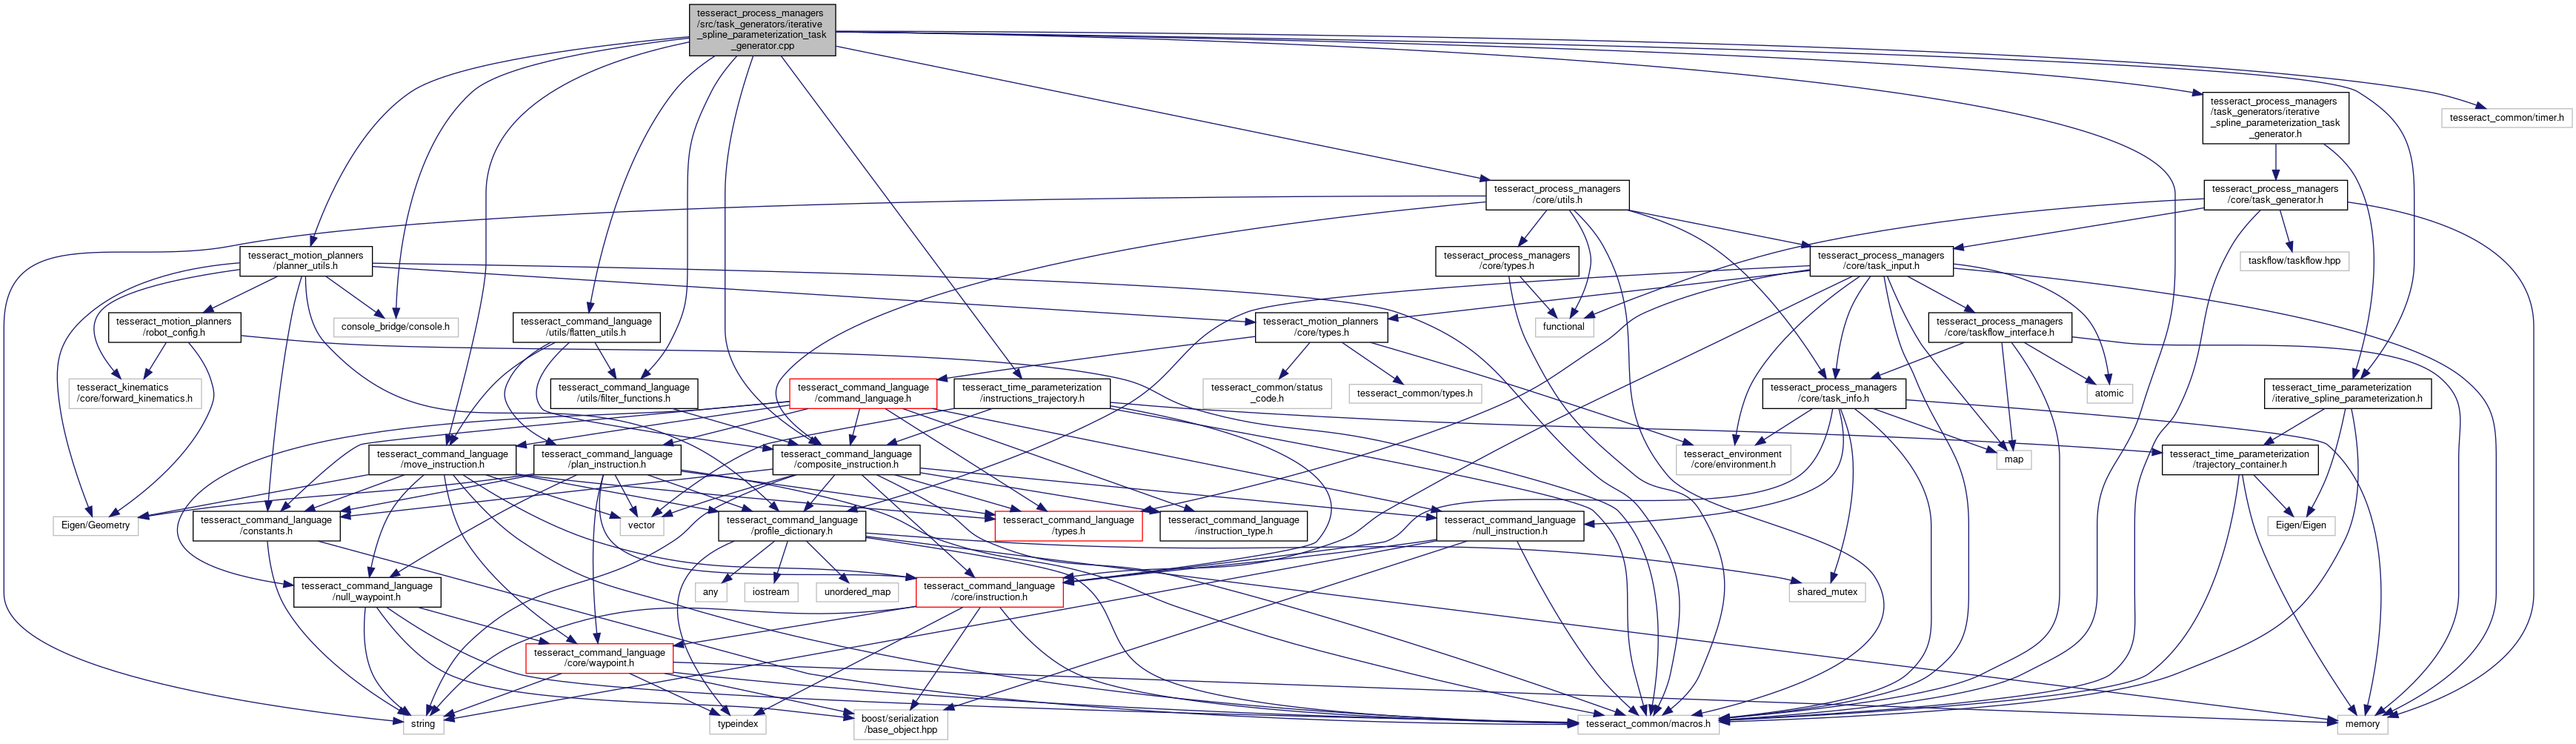 tesseract_process_managers
/src/task_generators/iterative
_spline_parameterization_task
_generator.cpp
tesseract_process_managers
/task_generators/iterative
_spline_parameterization_task
_generator.h
tesseract_common/timer.h
tesseract_process_managers
/core/utils.h
tesseract_process_managers
/core/task_generator.h
tesseract_motion_planners
/planner_utils.h
tesseract_process_managers
/core/types.h
tesseract_process_managers
/core/task_input.h
taskflow/taskflow.hpp
tesseract_motion_planners
/robot_config.h
console_bridge/console.h
tesseract_command_language
/utils/flatten_utils.h
tesseract_motion_planners
/core/types.h
functional
tesseract_process_managers
/core/taskflow_interface.h
tesseract_kinematics
/core/forward_kinematics.h
tesseract_command_language
/utils/filter_functions.h
tesseract_command_language
/command_language.h
tesseract_time_parameterization
/instructions_trajectory.h
tesseract_common/status
_code.h
tesseract_common/types.h
tesseract_process_managers
/core/task_info.h
atomic
tesseract_time_parameterization
/iterative_spline_parameterization.h
tesseract_command_language
/move_instruction.h
tesseract_command_language
/plan_instruction.h
tesseract_command_language
/composite_instruction.h
tesseract_environment
/core/environment.h
map
tesseract_time_parameterization
/trajectory_container.h
Eigen/Geometry
tesseract_command_language
/constants.h
vector
tesseract_command_language
/profile_dictionary.h
tesseract_command_language
/types.h
tesseract_command_language
/instruction_type.h
tesseract_command_language
/null_instruction.h
Eigen/Eigen
tesseract_command_language
/null_waypoint.h
any
iostream
unordered_map
tesseract_command_language
/core/instruction.h
shared_mutex
tesseract_command_language
/core/waypoint.h
string
typeindex
boost/serialization
/base_object.hpp
tesseract_common/macros.h
memory